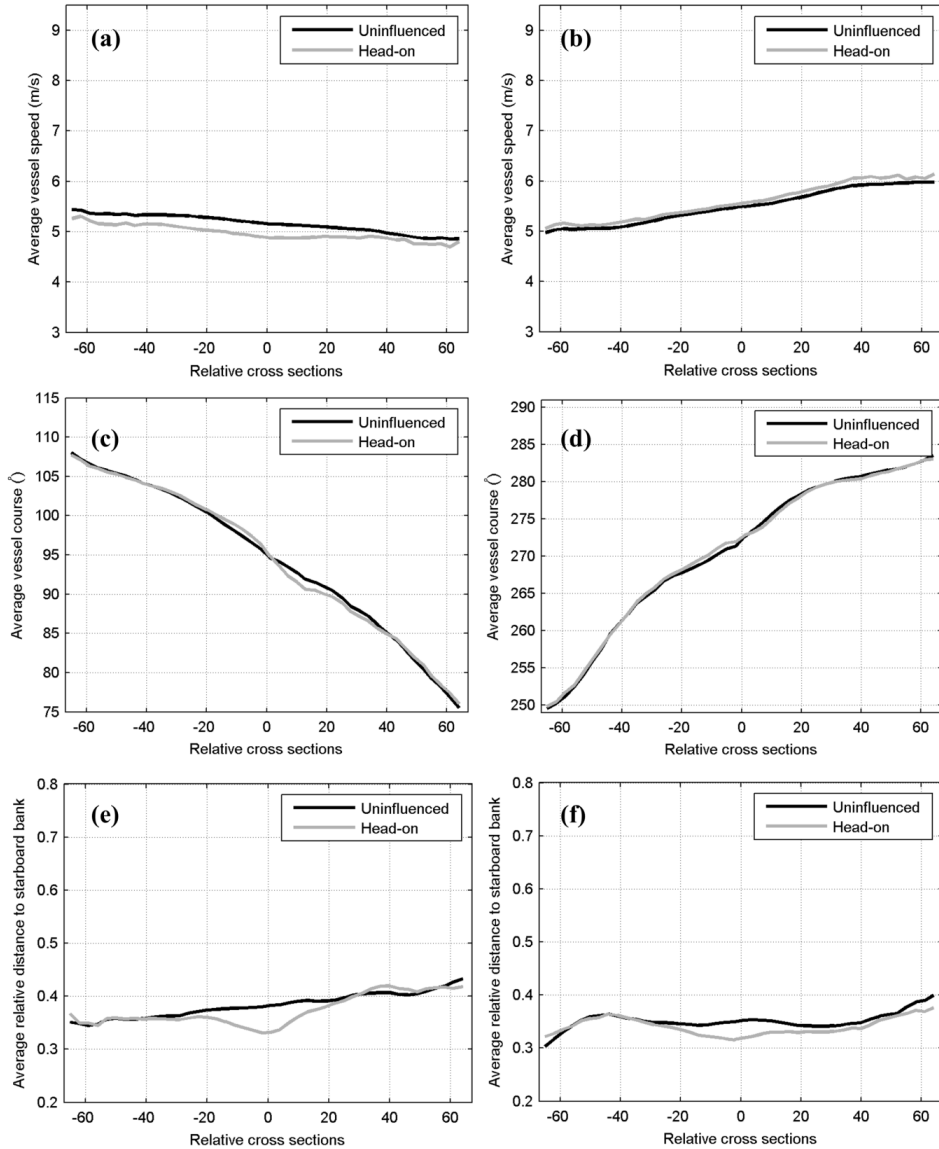 (a)
Uninfluenced
Head-on
9
8
7
6
5
4
3
Average vessel speed (m/s)
-60 -40 -20 0 20 40 60
Relative cross sections
(b)
Uninfluenced
Head-on
9
8
7
6
5
4
3
Average vessel speed (m/s)
-60 -40 -20 0 20 40 60
Relative cross sections
(c)
Uninfluenced
Head-on
115
110
105
100
95
90
85
80
75
Average vessel course (Å)
-60 -40 -20 0 20 40 60
Relative cross sections
(d)
Uninfluenced
Head-on
290
285
280
275
270
265
260
255
250
Average vessel course (Å)
-60 -40 -20 0 20 40 60
Relative cross sections
(e)
Uninfluenced
Head-on
0.8
0.7
0.6
0.5
0.4
0.3
0.2
Average relative distance to starboard bank
-60 -40 -20 0 20 40 60
Relative cross sections
(f)
Uninfluenced
Head-on
0.8
0.7
0.6
0.5
0.4
0.3
0.2
Average relative distance to starboard bank
-60 -40 -20 0 20 40 60
Relative cross sections